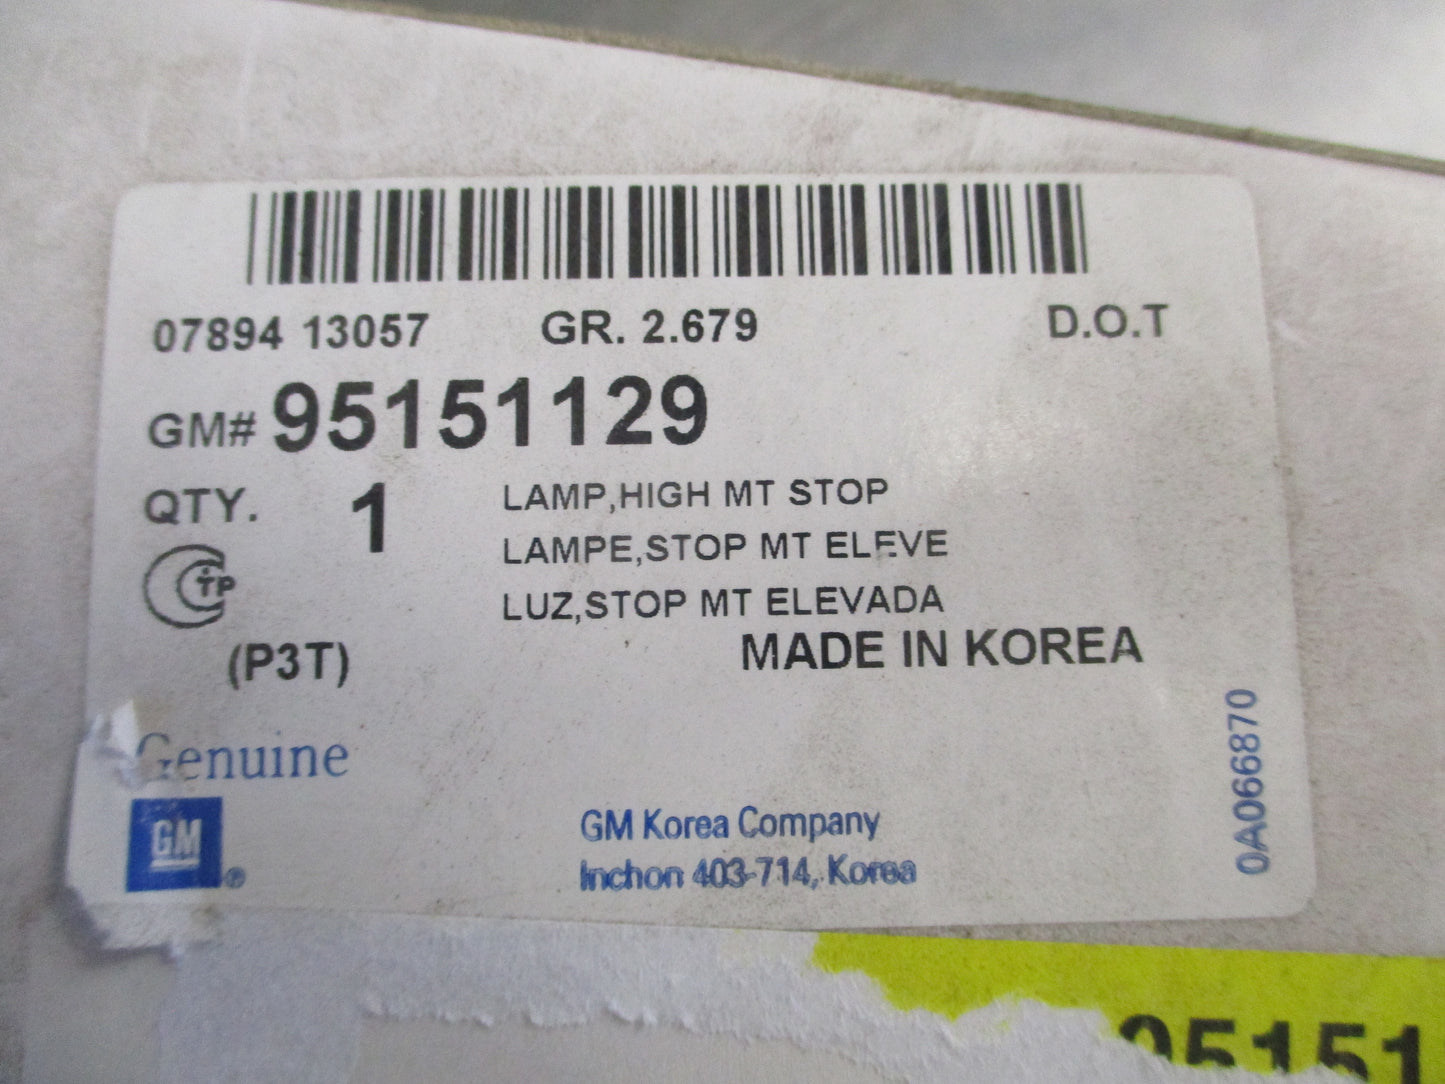 07894 13057 GR. 2.679 D.O.T
GM# 95151129
QTY. 1 LAMP,HIGH MT STOP
LAMPE,STOP MT ELEVE
LUZ,STOP MT ELEVADA
(P3T) MADE IN KOREA
Genuine
GM ®
GM Korea Company
Inchon 403-714, Korea
0A066870
95151